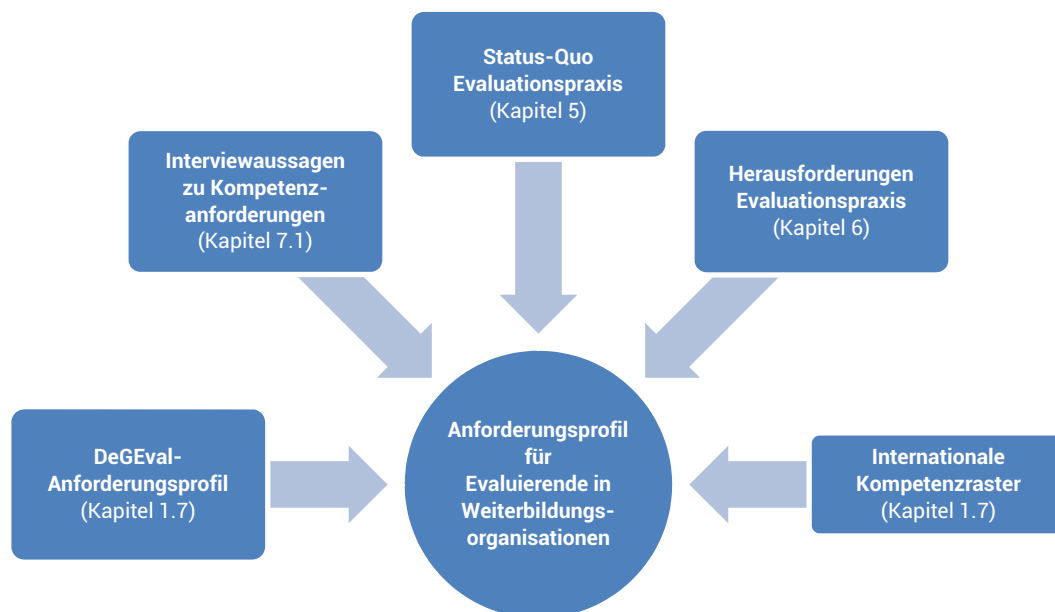 Status-Quo
Evaluationspraxis
(Kapitel 5)
Interviewaussagen
zu Kompetenz-
anforderungen
(Kapitel 7.1)
Herausforderungen
Evaluationspraxis
(Kapitel 6)
DeGEval-
Anforderungsprofil
(Kapitel 1.7)
Anforderungsprofil
für
Evaluierende in
Weiterbildungs-
organisationen
Internationale
Kompetenzraster
(Kapitel 1.7)